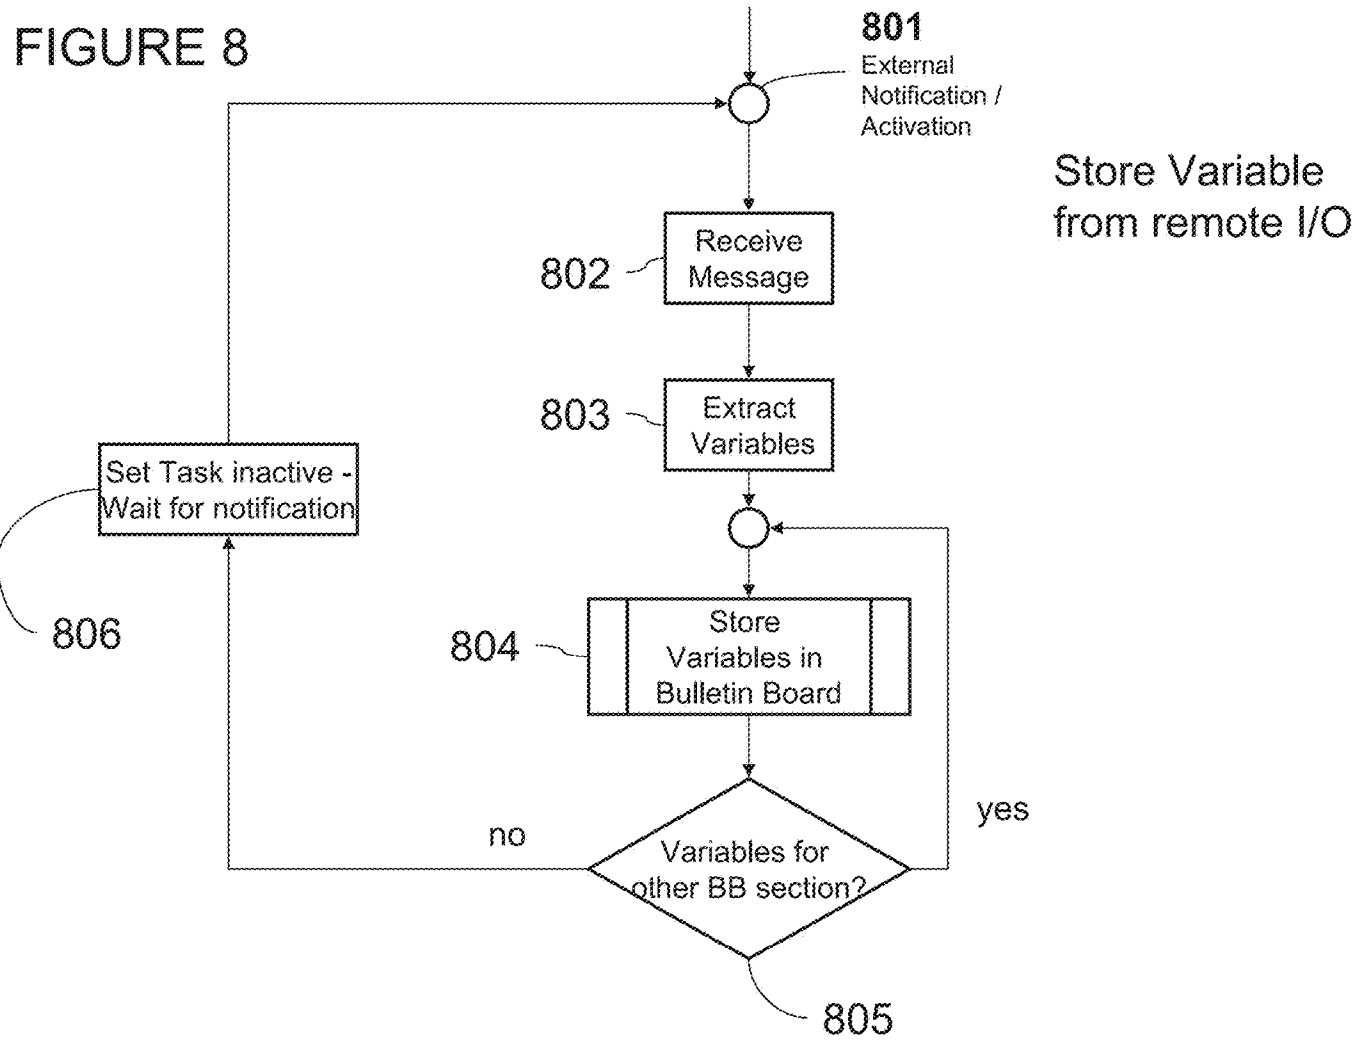 FIGURE 8
801
External
Notification /
Activation
Store Variable
from remote I/O
Receive
Message
802
Extract
Variables
803
Set Task inactive -
Wait for notification
806
Store
Variables in
Bulletin Board
804
yes
no
Variables for
other BB section?
805